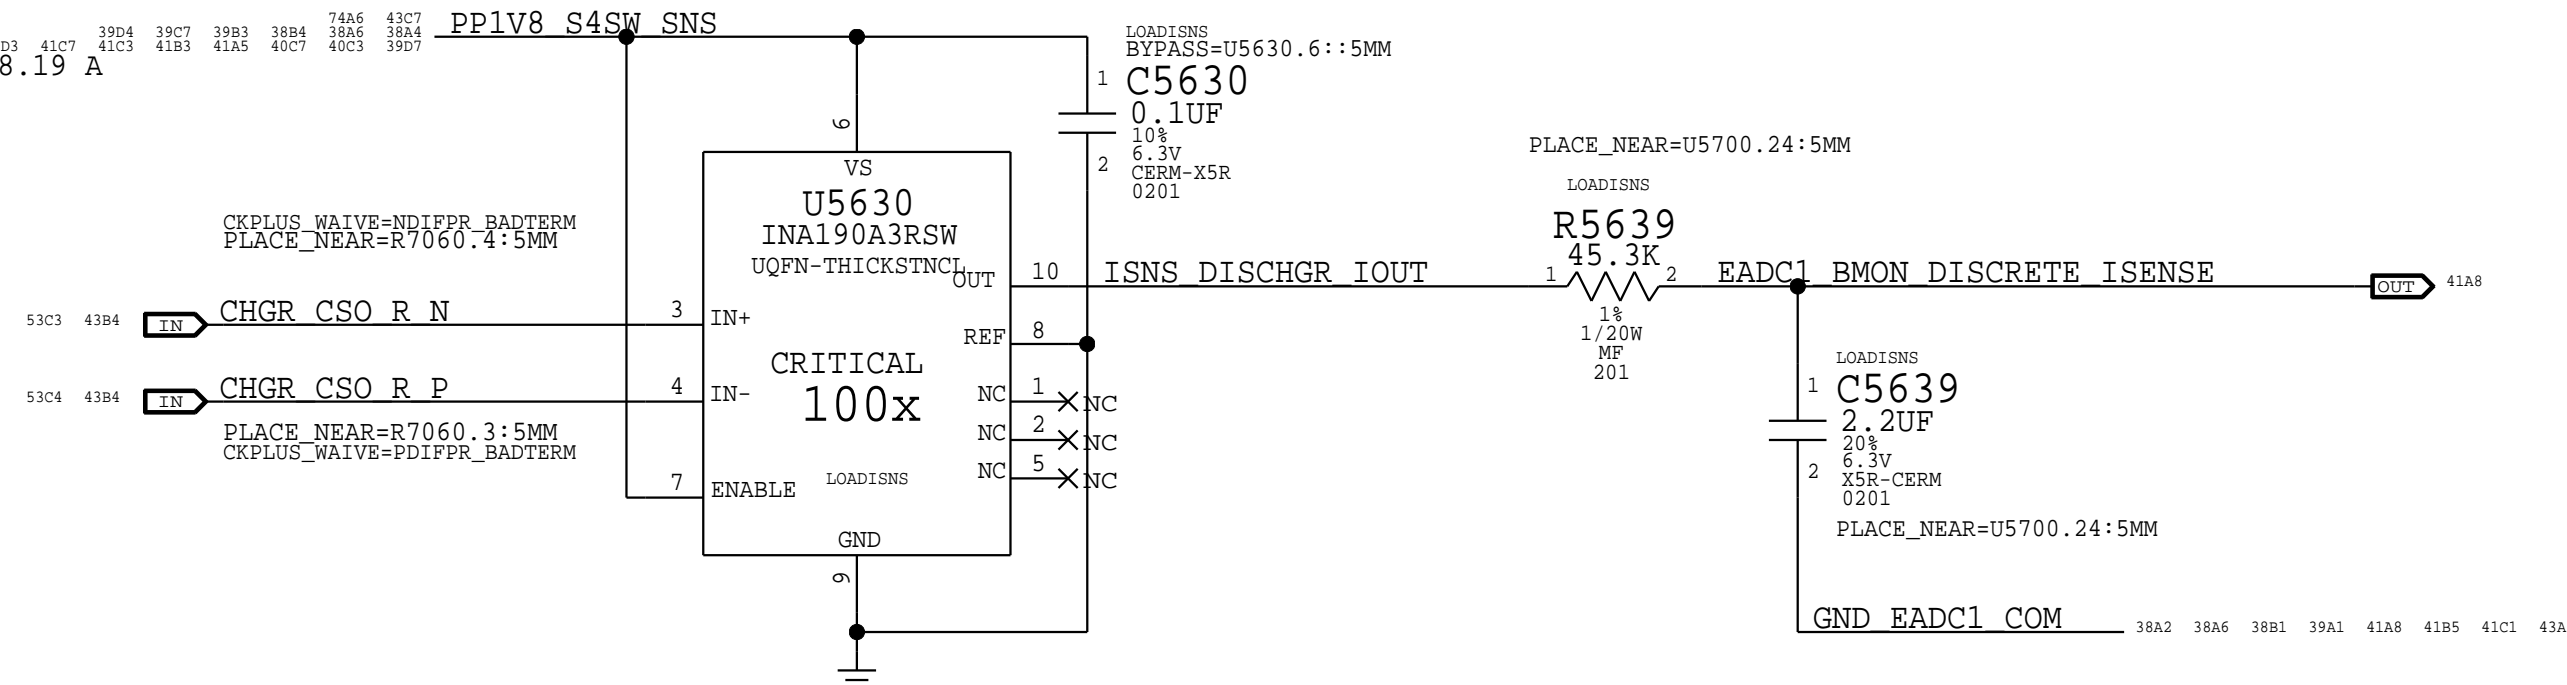 74A6 43C7
39D4 39C7 39B3 38B4 38A6 38A4
D3 41C7 41C3 41B3 41A5 40C7 40C3 39D7
PP1V8_S4SW_SNS
8.19 A
LOADISNS
BYPASS=U5630.6::5MM
1
C5630
0.1UF
10%
6.3V
2
CERM-X5R
0201
6
VS
U5630
INA190A3RSW
UQFN-THICKSTNCL
CKPLUS_WAIVE=NDIFPR_BADTERM
PLACE_NEAR=R7060.4:5MM
53C3 43B4
IN
CHGR_CSO_R_N
3
IN+
53C4 43B4
IN
CHGR_CSO_R_P
4
IN-
PLACE_NEAR=R7060.3:5MM
CKPLUS_WAIVE=PDIFPR_BADTERM
7
ENABLE
CRITICAL
100x
LOADISNS
OUT
10
ISNS_DISCHGR_IOUT
REF
8
NC 1 NC
NC 2 NC
NC 5 NC
GND
9
PLACE_NEAR=U5700.24:5MM
LOADISNS
R5639
45.3K
1
2
1%
1/20W
MF
201
EADC1_BMON_DISCRETE_ISENSE
OUT
41A8
LOADISNS
1
C5639
2.2UF
20%
6.3V
2
X5R-CERM
0201
PLACE_NEAR=U5700.24:5MM
GND_EADC1_COM
38A2 38A6 38B1 39A1 41A8 41B5 41C1 43A